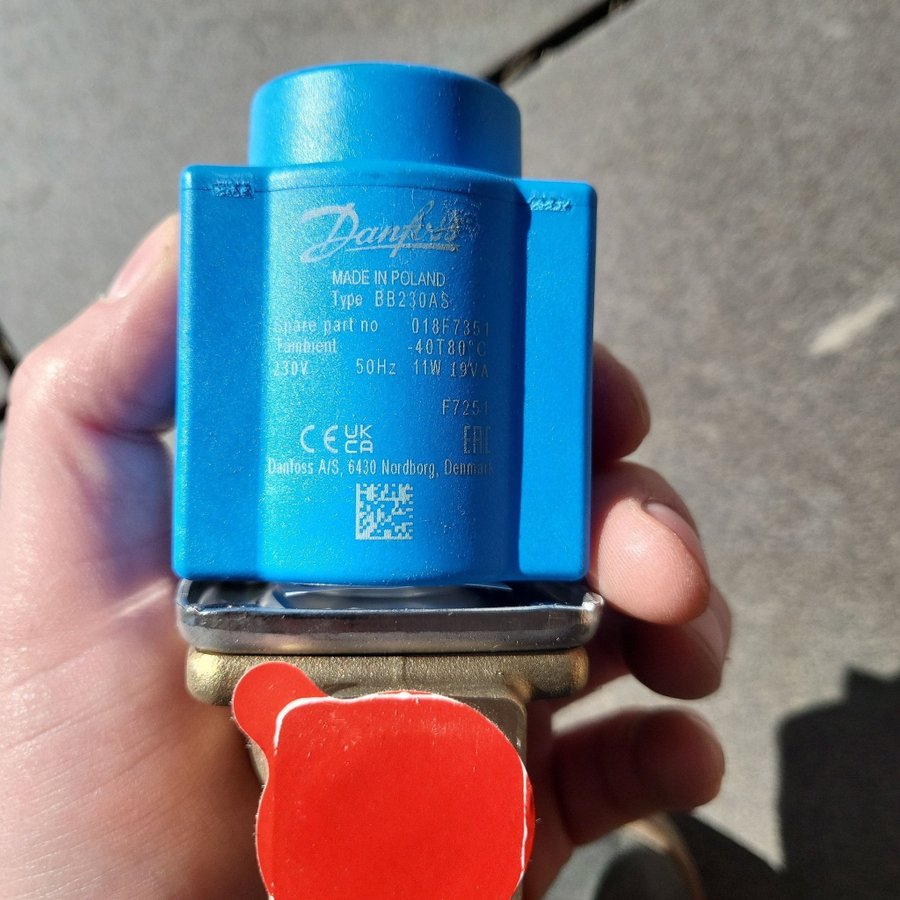 Danfoss
MADE IN POLAND
Type BB230AS
Spare part no 018F7351
Tambient -40T80°C
230V 50Hz 11W 19VA
F7251
CE UK
CA EAC
Danfoss A/S, 6430 Nordborg, Denmark